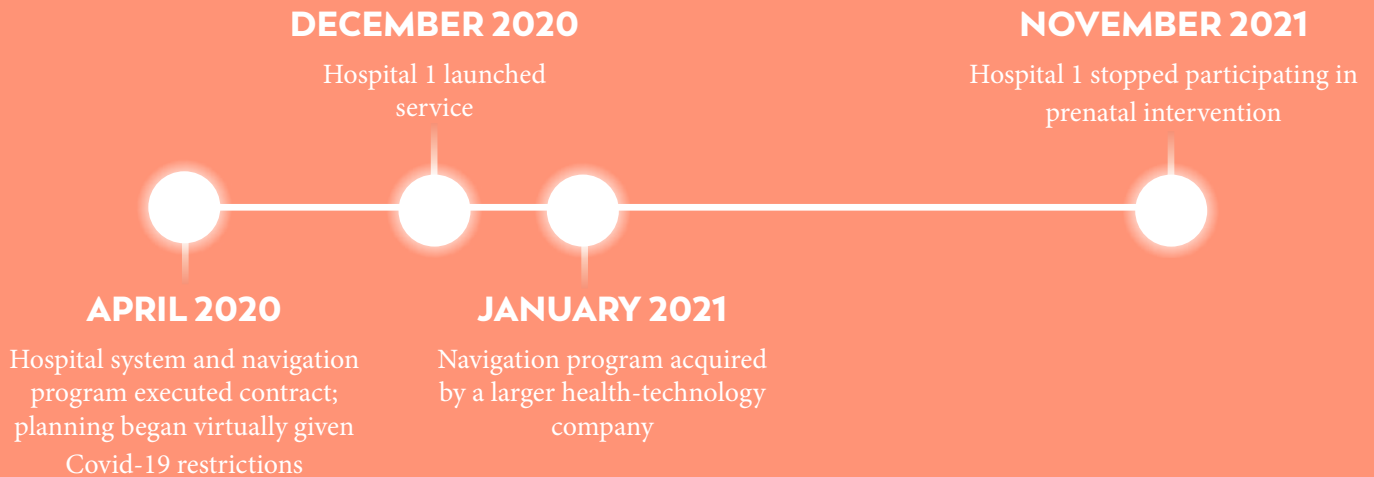 DECEMBER 2020
Hospital 1 launched
service
NOVEMBER 2021
Hospital 1 stopped participating in
prenatal intervention
APRIL 2020
Hospital system and navigation
program executed contract;
planning began virtually given
Covid-19 restrictions
JANUARY 2021
Navigation program acquired
by a larger health-technology
company